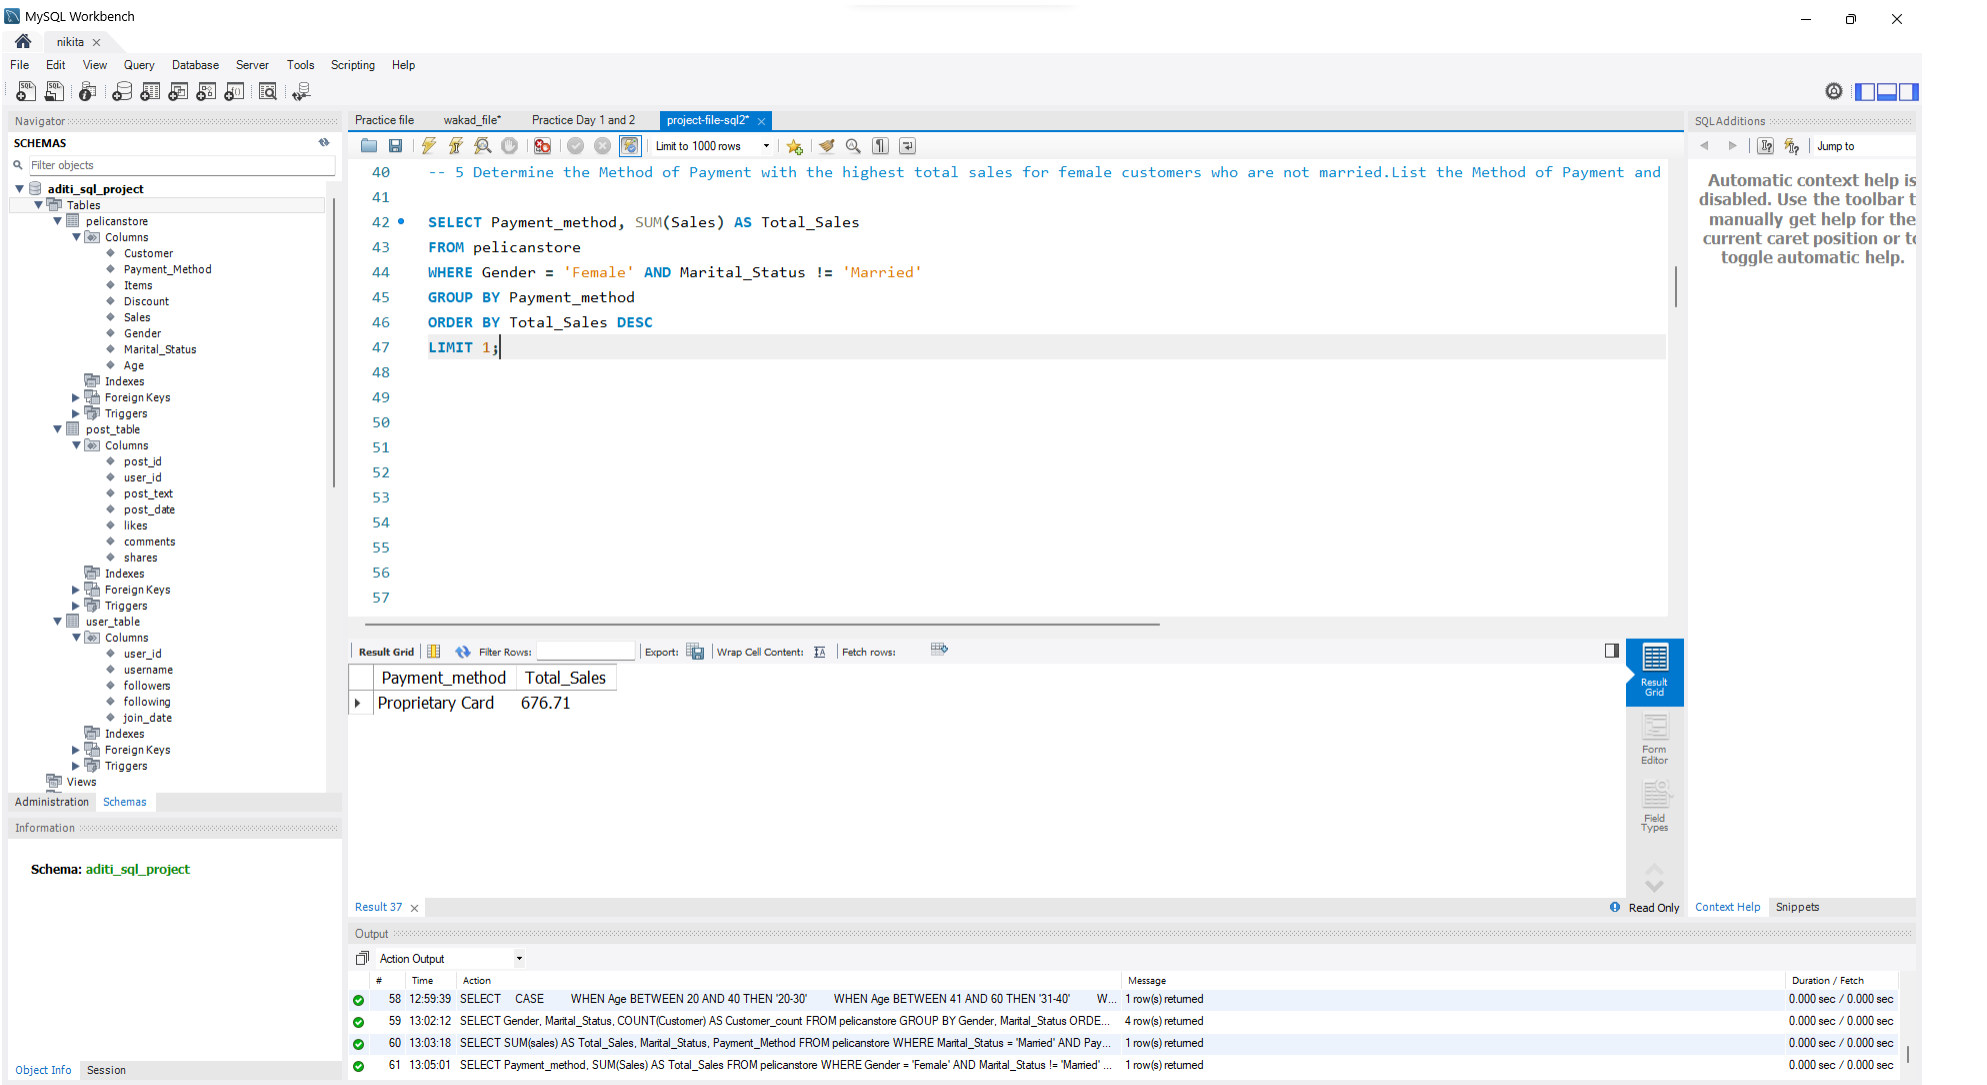 MySQL Workbench
nikita
File Edit View Query Database Server Tools Scripting Help
Navigator
SCHEMAS
Filter objects
aditi_sql_project
Tables
pelicanstore
Columns
Customer
Payment_Method
Items
Discount
Sales
Gender
Marital_Status
Age
Indexes
Foreign Keys
Triggers
post_table
Columns
post_id
user_id
post_text
post_date
likes
comments
shares
Indexes
Foreign Keys
Triggers
user_table
Columns
user_id
username
followers
following
join_date
Indexes
Foreign Keys
Triggers
Views
Administration Schemas
Information
Schema: aditi_sql_project
Object Info Session
Practice file wakad_file* Practice Day 1 and 2 project-file-sql2*
Limit to 1000 rows
40 -- 5 Determine the Method of Payment with the highest total sales for female customers who are not married.List the Method of Payment and
41
42 SELECT Payment_method, SUM(Sales) AS Total_Sales
43 FROM pelicanstore
44 WHERE Gender = 'Female' AND Marital_Status != 'Married'
45 GROUP BY Payment_method
46 ORDER BY Total_Sales DESC
47 LIMIT 1;
48
49
50
51
52
53
54
55
56
57
Result Grid Filter Rows: Export: Wrap Cell Content: Fetch rows:
Payment_method Total_Sales
Proprietary Card 676.71
Result Grid
Form Editor
Field Types
Result 37
Read Only
SQLAdditions
Jump to
Automatic context help is
disabled. Use the toolbar t
manually get help for the
current caret position or to
toggle automatic help.
Context Help Snippets
Output
Action Output
# Time Action Message Duration / Fetch
58 12:59:39 SELECT CASE WHEN Age BETWEEN 20 AND 40 THEN '20-30' WHEN Age BETWEEN 41 AND 60 THEN '31-40' W... 1 row(s) returned 0.000 sec / 0.000 sec
59 13:02:12 SELECT Gender, Marital_Status, COUNT(Customer) AS Customer_count FROM pelicanstore GROUP BY Gender, Marital_Status ORDE... 4 row(s) returned 0.000 sec / 0.000 sec
60 13:03:18 SELECT SUM(sales) AS Total_Sales, Marital_Status, Payment_Method FROM pelicanstore WHERE Marital_Status = 'Married' AND Pay... 1 row(s) returned 0.000 sec / 0.000 sec
61 13:05:01 SELECT Payment_method, SUM(Sales) AS Total_Sales FROM pelicanstore WHERE Gender = 'Female' AND Marital_Status != 'Married' ... 1 row(s) returned 0.000 sec / 0.000 sec